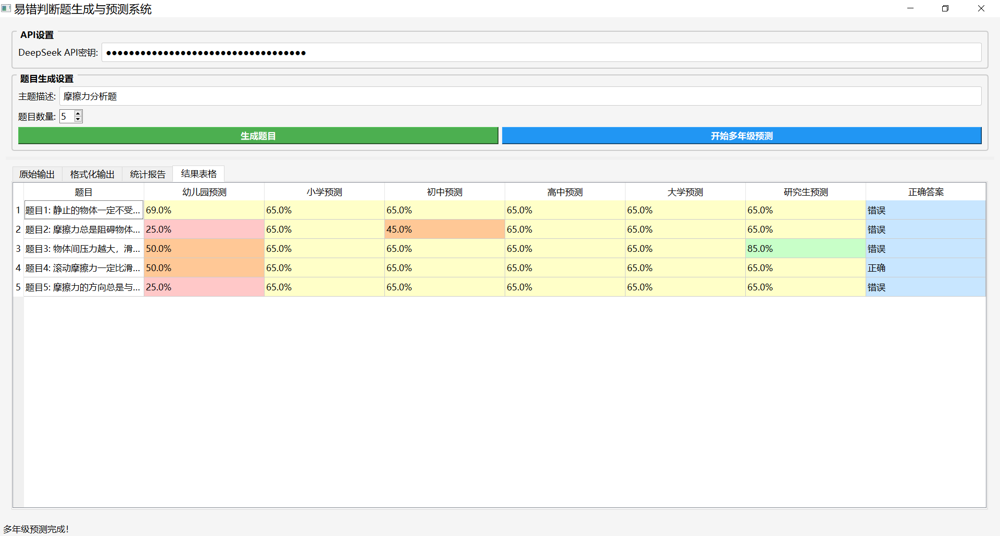 易错判断题生成与预测系统
API设置
DeepSeek API密钥: ●●●●●●●●●●●●●●●●●●●●●●●●●●●●●●●●●●●
题目生成设置
主题描述: 摩擦力分析题
题目数量: 5
生成题目 开始多年级预测
原始输出 格式化输出 统计报告 结果表格
题目 幼儿园预测 小学预测 初中预测 高中预测 大学预测 研究生预测 正确答案
1 题目1: 静止的物体一定不受... 69.0% 65.0% 65.0% 65.0% 65.0% 65.0% 错误
2 题目2: 摩擦力总是阻碍物体... 25.0% 65.0% 45.0% 65.0% 65.0% 65.0% 错误
3 题目3: 物体间压力越大，滑... 50.0% 65.0% 65.0% 65.0% 65.0% 85.0% 错误
4 题目4: 滚动摩擦力一定比滑... 50.0% 65.0% 65.0% 65.0% 65.0% 65.0% 正确
5 题目5: 摩擦力的方向总是与... 25.0% 65.0% 65.0% 65.0% 65.0% 65.0% 错误
多年级预测完成！